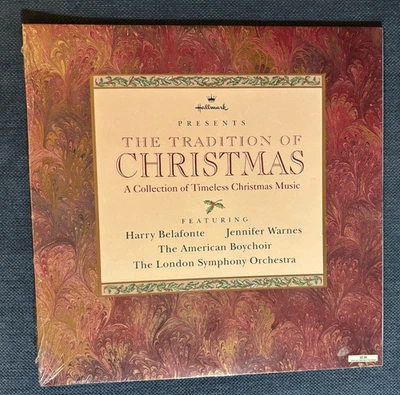 Hallmark
PRESENTS
THE TRADITION OF
CHRISTMAS
A Collection of Timeless Christmas Music
FEATURING
Harry Belafonte Jennifer Warnes
The American Boychoir
The London Symphony Orchestra